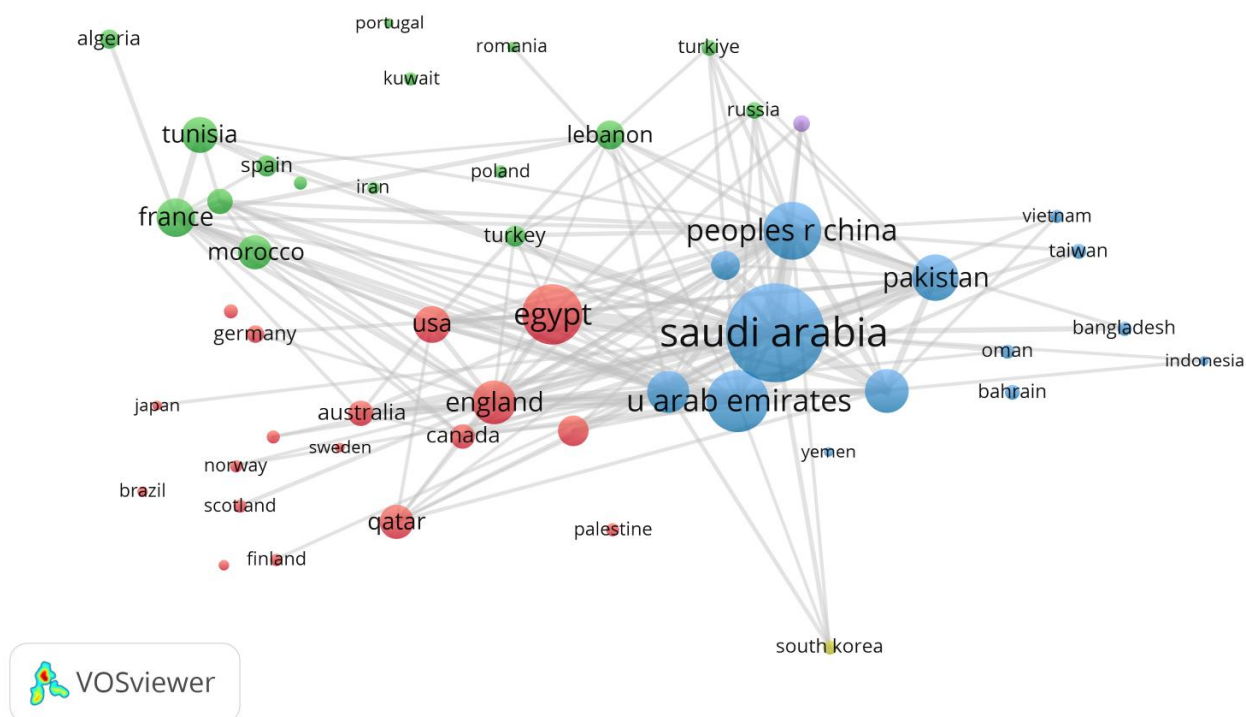 portugal
algeria
romania
turkiye
kuwait
russia
tunisia
lebanon
spain
poland
iran
france
vietnam
peoples r china
turkey
morocco
taiwan
pakistan
egypt
usa
saudi arabia
bangladesh
germany
oman
indonesia
bahrain
u arab emirates
england
japan
australia
canada
sweden
yemen
norway
brazil
scotland
qatar
palestine
finland
south korea
VOSviewer